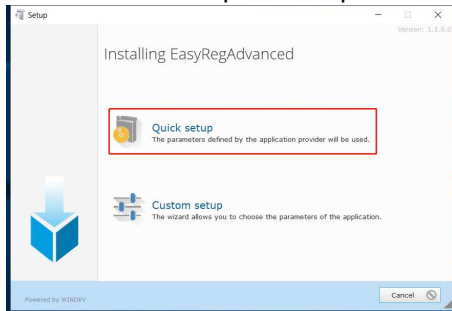 Setup
Version: 1.1.0.0
Installing EasyRegAdvanced
Quick setup
The parameters defined by the application provider will be used.
Custom setup
The wizard allows you to choose the parameters of the application.
Powered by WINDEV
Cancel